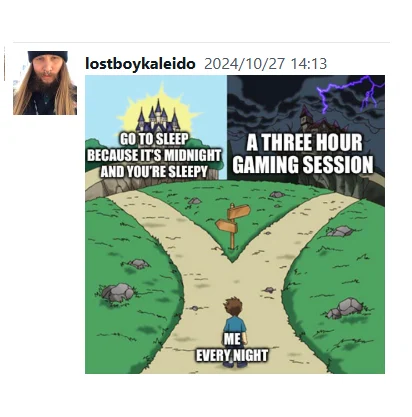 lostboykaleido 2024/10/27 14:13
GO TO SLEEP
BECAUSE IT'S MIDNIGHT
AND YOU'RE SLEEPY
A THREE HOUR
GAMING SESSION
ME
EVERY NIGHT